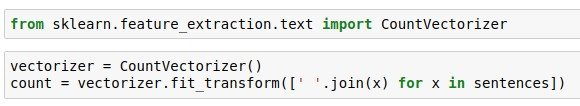 from sklearn.feature_extraction.text import CountVectorizer
vectorizer = CountVectorizer()
count = vectorizer.fit_transform([' '.join(x) for x in sentences])